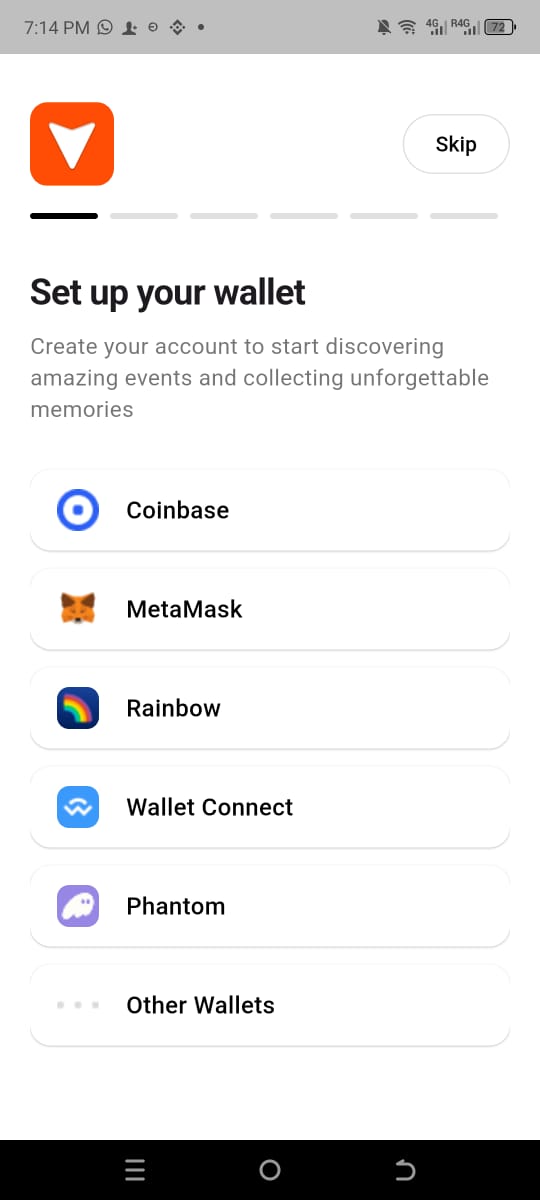 7:14 PM
4G R4G 72
Skip
Set up your wallet
Create your account to start discovering
amazing events and collecting unforgettable
memories
Coinbase
MetaMask
Rainbow
Wallet Connect
Phantom
Other Wallets